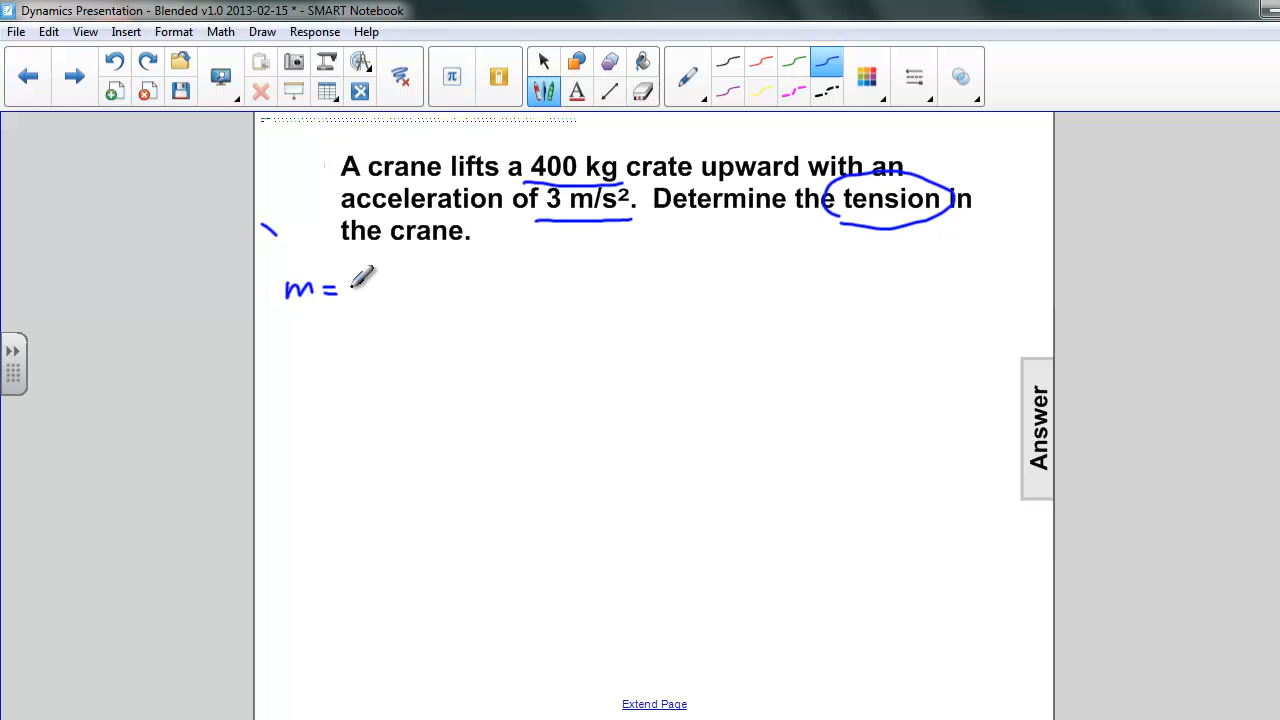 Dynamics Presentation - Blended v1.0 2013-02-15 * - SMART Notebook
File Edit View Insert Format Math Draw Response Help
π
A
A crane lifts a 400 kg crate upward with an
acceleration of 3 m/s². Determine the tension in
the crane.
m =
Answer
Extend Page